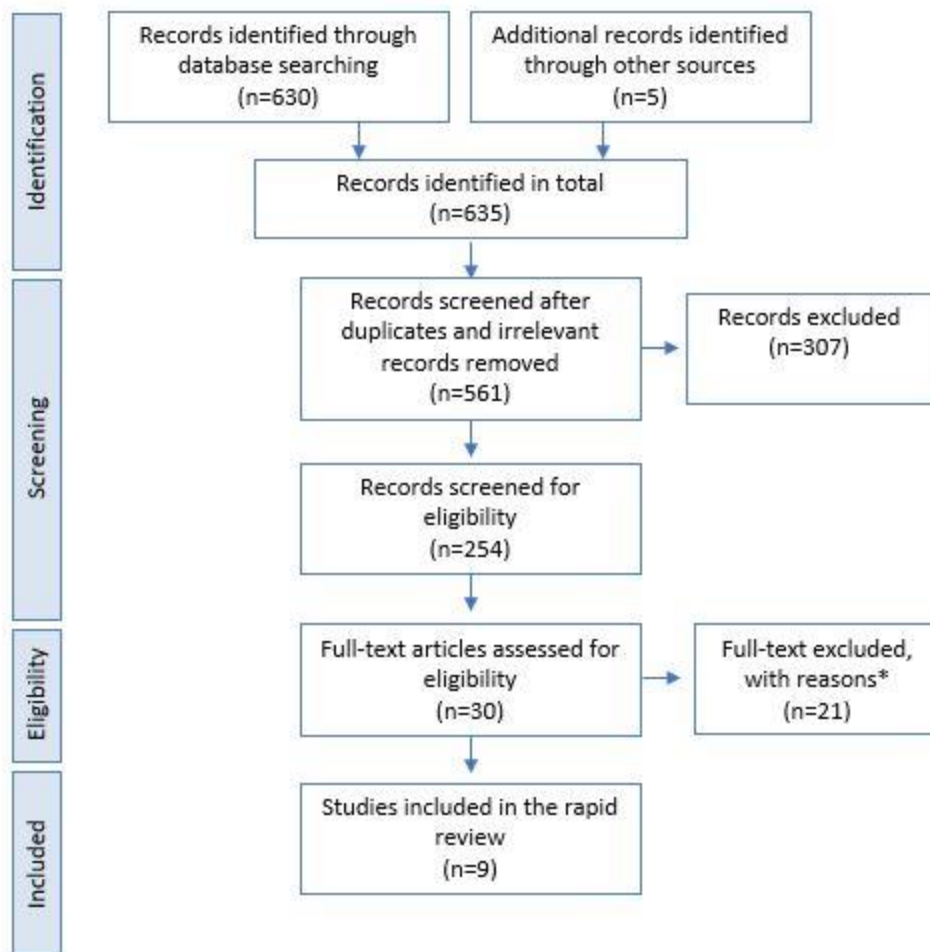 Identification
Records identified through
database searching
(n=630)
Additional records identified
through other sources
(n=5)
Records identified in total
(n=635)
Screening
Records screened after
duplicates and irrelevant
records removed
(n=561)
Records excluded
(n=307)
Records screened for
eligibility
(n=254)
Eligibility
Full-text articles assessed for
eligibility
(n=30)
Full-text excluded,
with reasons*
(n=21)
Included
Studies included in the rapid
review
(n=9)